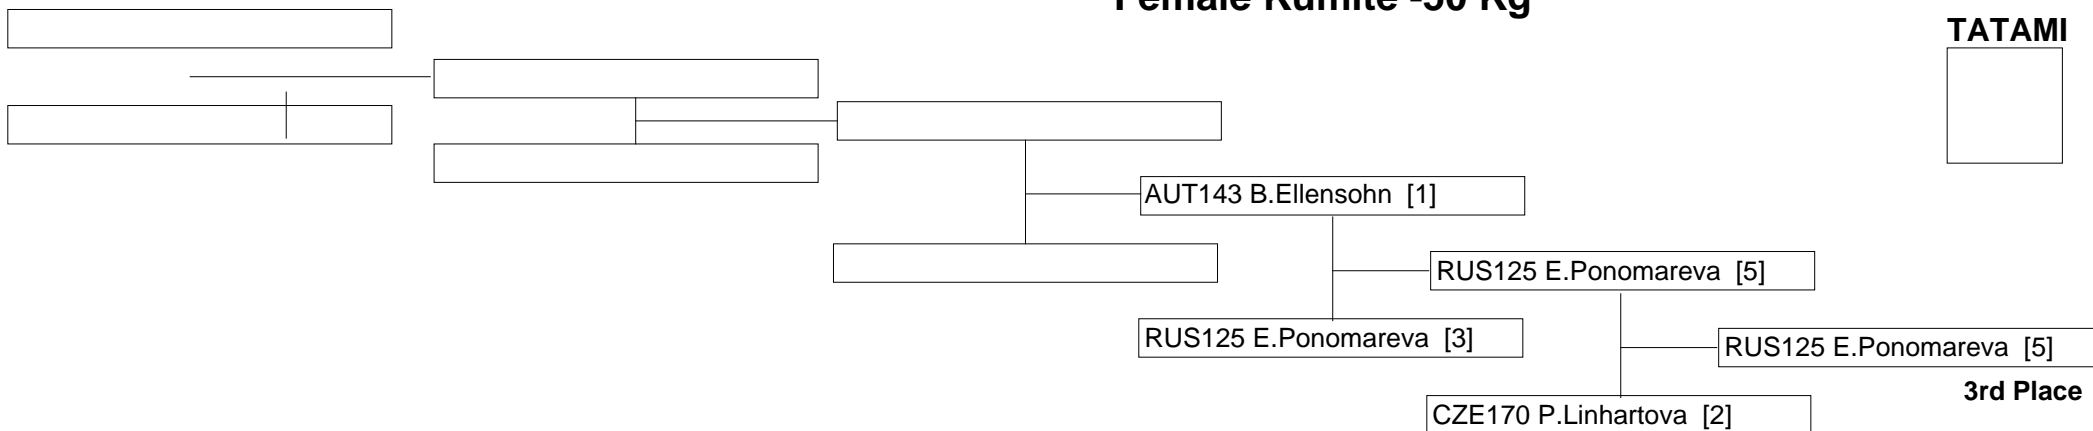 Female Kumite -50 Kg
TATAMI
AUT143 B.Ellensohn [1]
RUS125 E.Ponomareva [5]
RUS125 E.Ponomareva [3]
RUS125 E.Ponomareva [5]
3rd Place
CZE170 P.Linhartova [2]